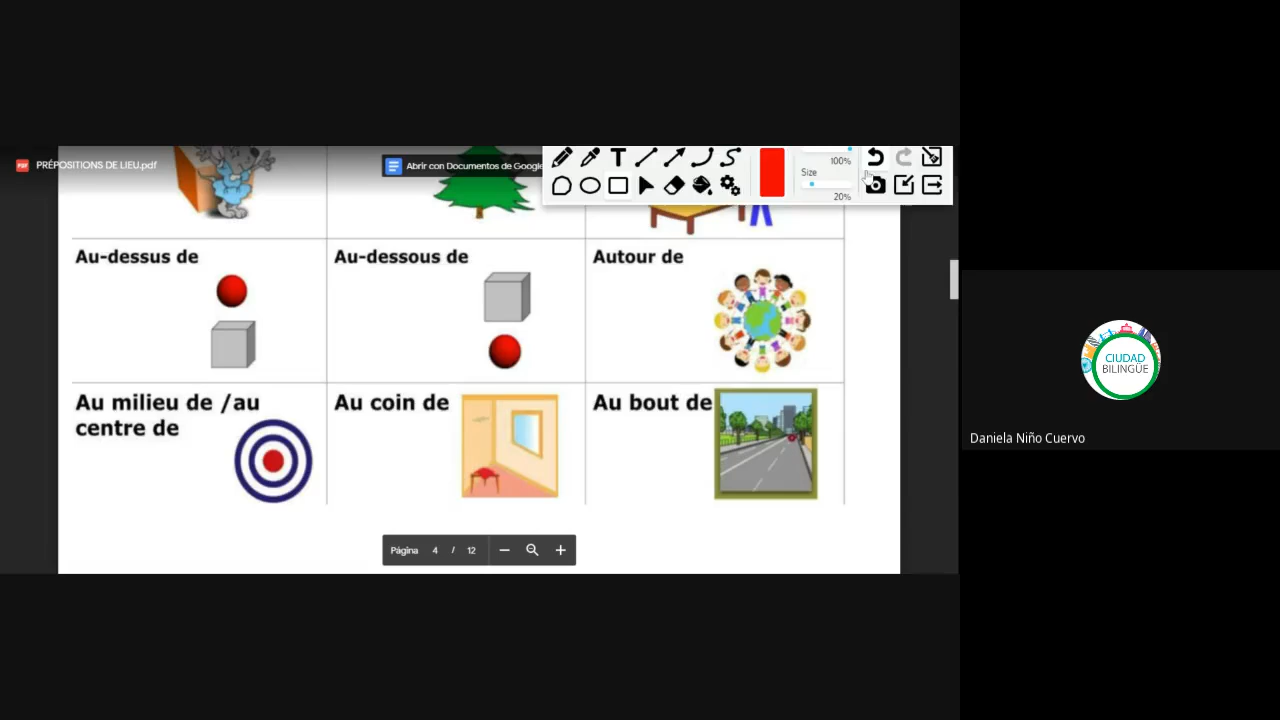 PRÉPOSITIONS DE LIEU.pdf
Abrir con Documentos de Google
T
100%
Size
20%
Au-dessus de
Au-dessous de
Autour de
Au milieu de /au
centre de
Au coin de
Au bout de
Página 4 / 12
CIUDAD
BILINGÜE
Daniela Niño Cuervo